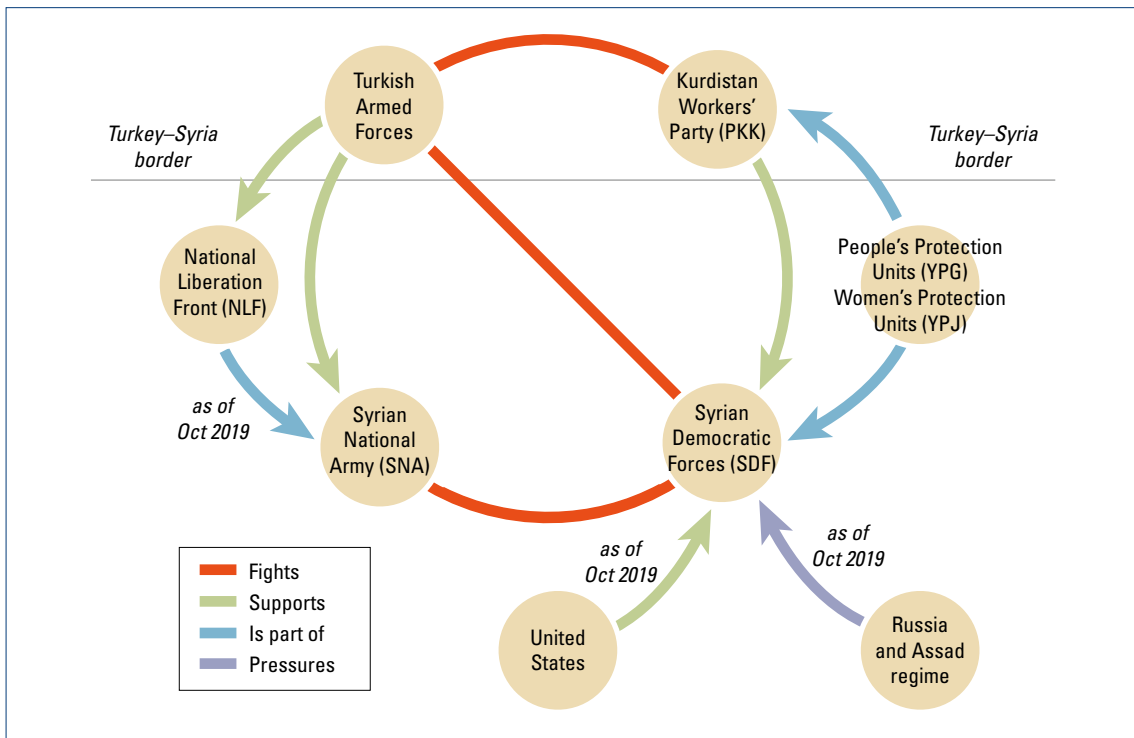 Turkish
Armed
Forces
Kurdistan
Workers’
Party (PKK)
Turkey–Syria
border
Turkey–Syria
border
National
Liberation
Front (NLF)
People’s Protection
Units (YPG)
Women’s Protection
Units (YPJ)
as of
Oct 2019
Syrian
National
Army (SNA)
Syrian
Democratic
Forces (SDF)
as of
Oct 2019
as of
Oct 2019
Fights
Supports
Is part of
Pressures
United
States
Russia
and Assad
regime